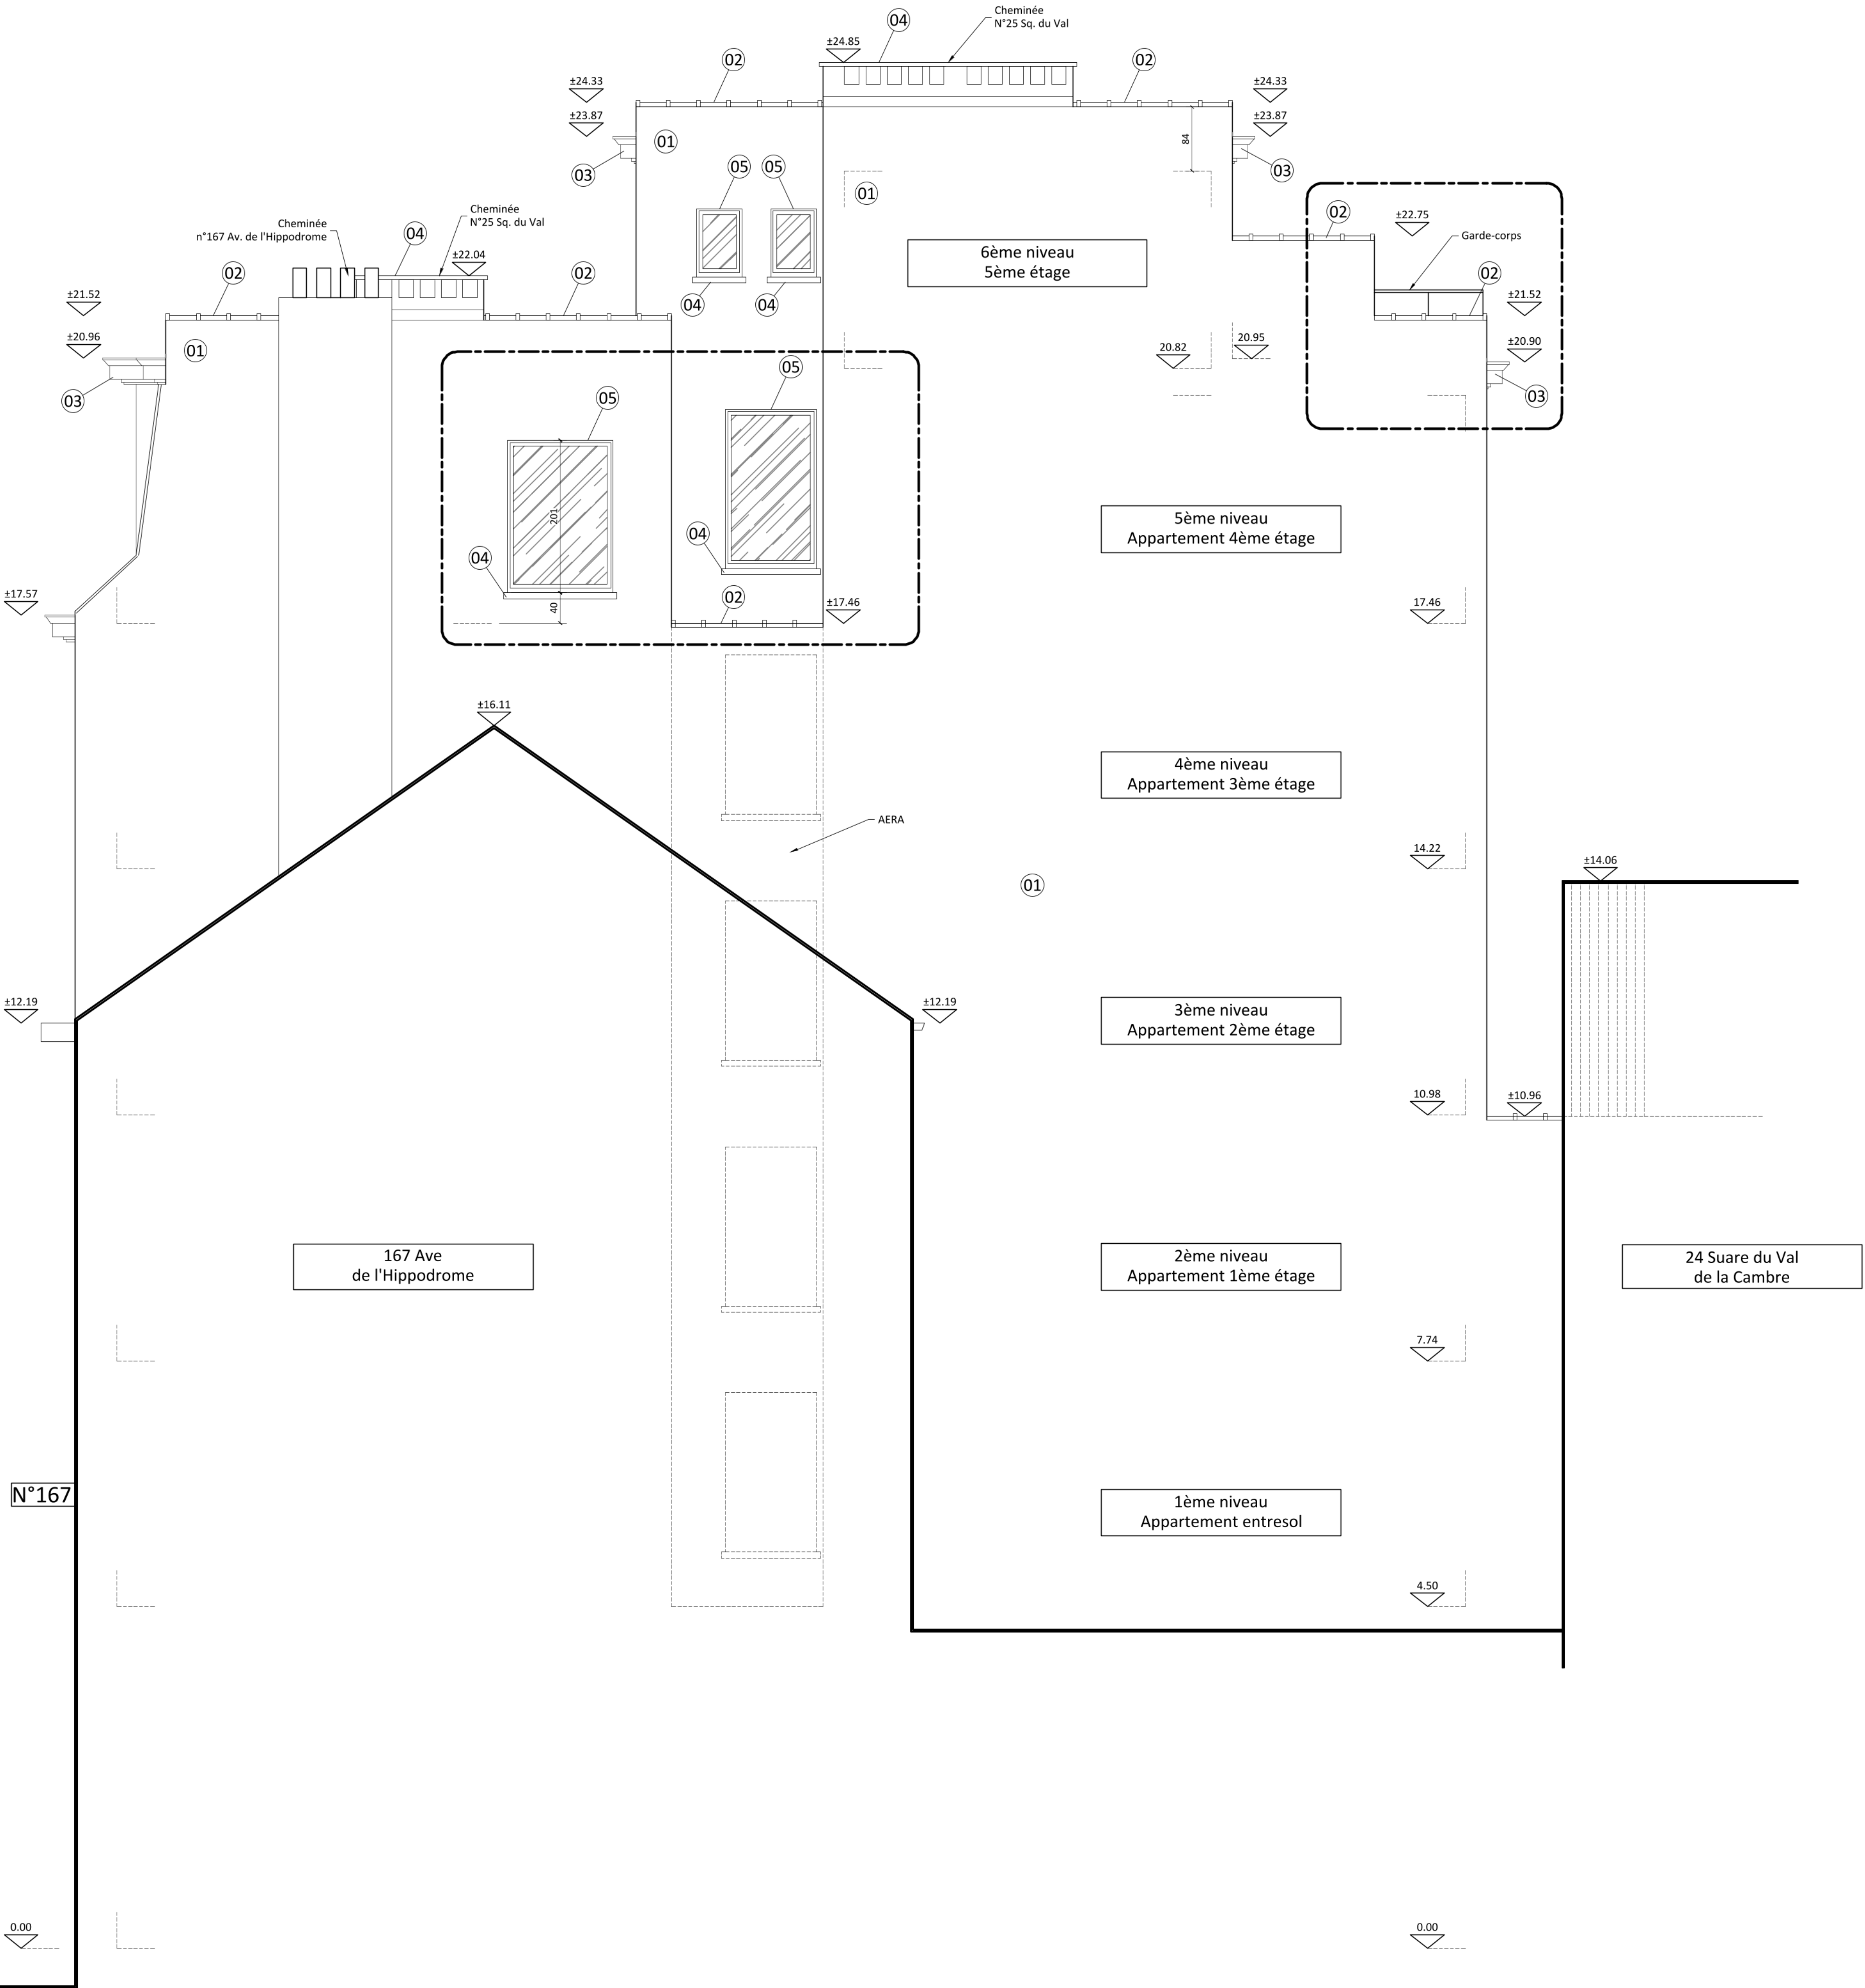 04
Cheminée
N°25 Sq. du Val
±24.85
02
02
±24.33
±24.33
±23.87
±23.87
01
84
05
05
03
03
01
02
±22.75
Garde-corps
Cheminée
N°25 Sq. du Val
Cheminée
n°167 Av. de l'Hippodrome
04
±22.04
6ème niveau
5ème étage
02
02
02
04
04
±21.52
±21.52
±20.96
01
20.82
20.95
±20.90
03
05
05
03
201
5ème niveau
Appartement 4ème étage
04
04
±17.57
40
02
±17.46
17.46
±16.11
4ème niveau
Appartement 3ème étage
AERA
14.22
±14.06
01
±12.19
±12.19
3ème niveau
Appartement 2ème étage
10.98
±10.96
167 Ave
de l'Hippodrome
2ème niveau
Appartement 1ème étage
24 Suare du Val
de la Cambre
7.74
N°167
1ème niveau
Appartement entresol
4.50
0.00
0.00